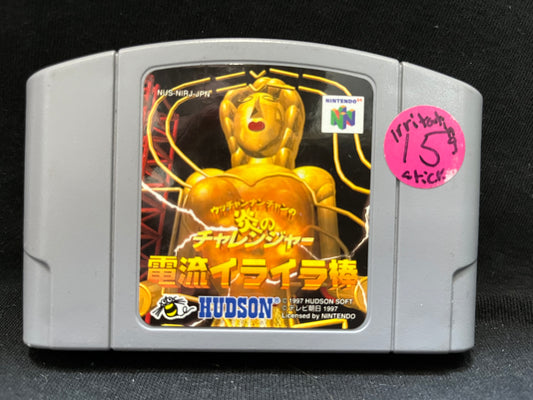 NUS-NIRJ-JPN
NINTENDO 64
N
Irritating
15
stick
ウッチャンナンチャンの
炎の
チャレンジャー
電流イライラ棒
HUDSON®
© 1997 HUDSON SOFT
©テレビ朝日 1997
Licensed by NINTENDO